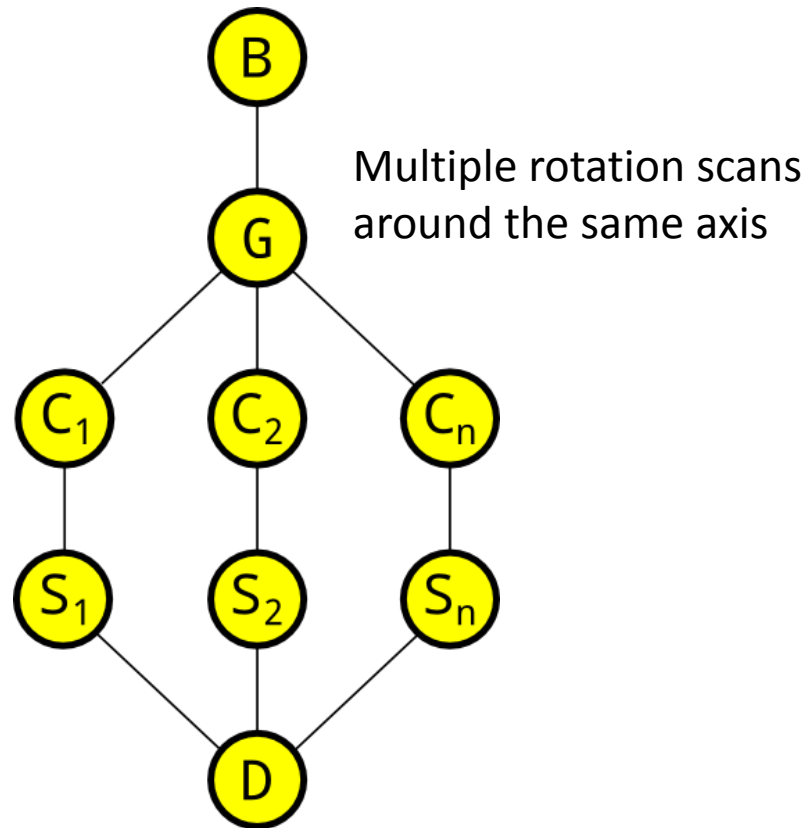 B
Multiple rotation scans
around the same axis
G
C₁ C₂ Cₙ
S₁ S₂ Sₙ
D